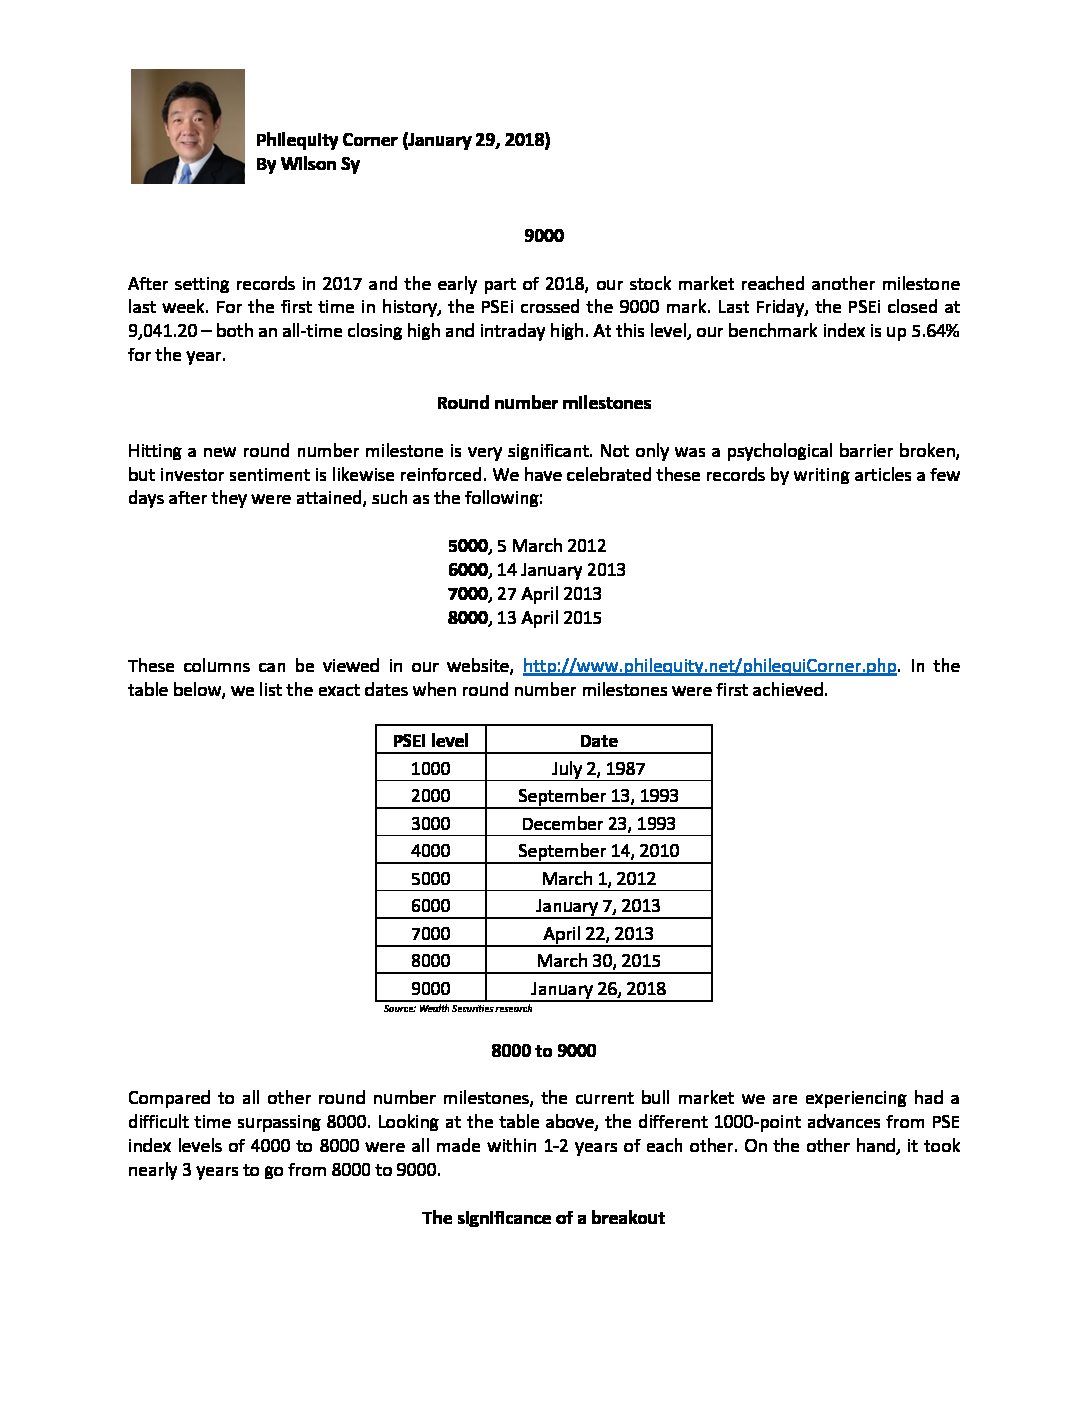 Philequity Corner (January 29, 2018)
By Wilson Sy
9000
After setting records in 2017 and the early part of 2018, our stock market reached another milestone
last week. For the first time in history, the PSEi crossed the 9000 mark. Last Friday, the PSEi closed at
9,041.20 – both an all-time closing high and intraday high. At this level, our benchmark index is up 5.64%
for the year.
Round number milestones
Hitting a new round number milestone is very significant. Not only was a psychological barrier broken,
but investor sentiment is likewise reinforced. We have celebrated these records by writing articles a few
days after they were attained, such as the following:
5000, 5 March 2012
6000, 14 January 2013
7000, 27 April 2013
8000, 13 April 2015
These columns can be viewed in our website, http://www.philequity.net/philequiCorner.php. In the
table below, we list the exact dates when round number milestones were first achieved.
PSEi level Date
1000 July 2, 1987
2000 September 13, 1993
3000 December 23, 1993
4000 September 14, 2010
5000 March 1, 2012
6000 January 7, 2013
7000 April 22, 2013
8000 March 30, 2015
9000 January 26, 2018
Source: Wealth Securities research
8000 to 9000
Compared to all other round number milestones, the current bull market we are experiencing had a
difficult time surpassing 8000. Looking at the table above, the different 1000-point advances from PSE
index levels of 4000 to 8000 were all made within 1-2 years of each other. On the other hand, it took
nearly 3 years to go from 8000 to 9000.
The significance of a breakout